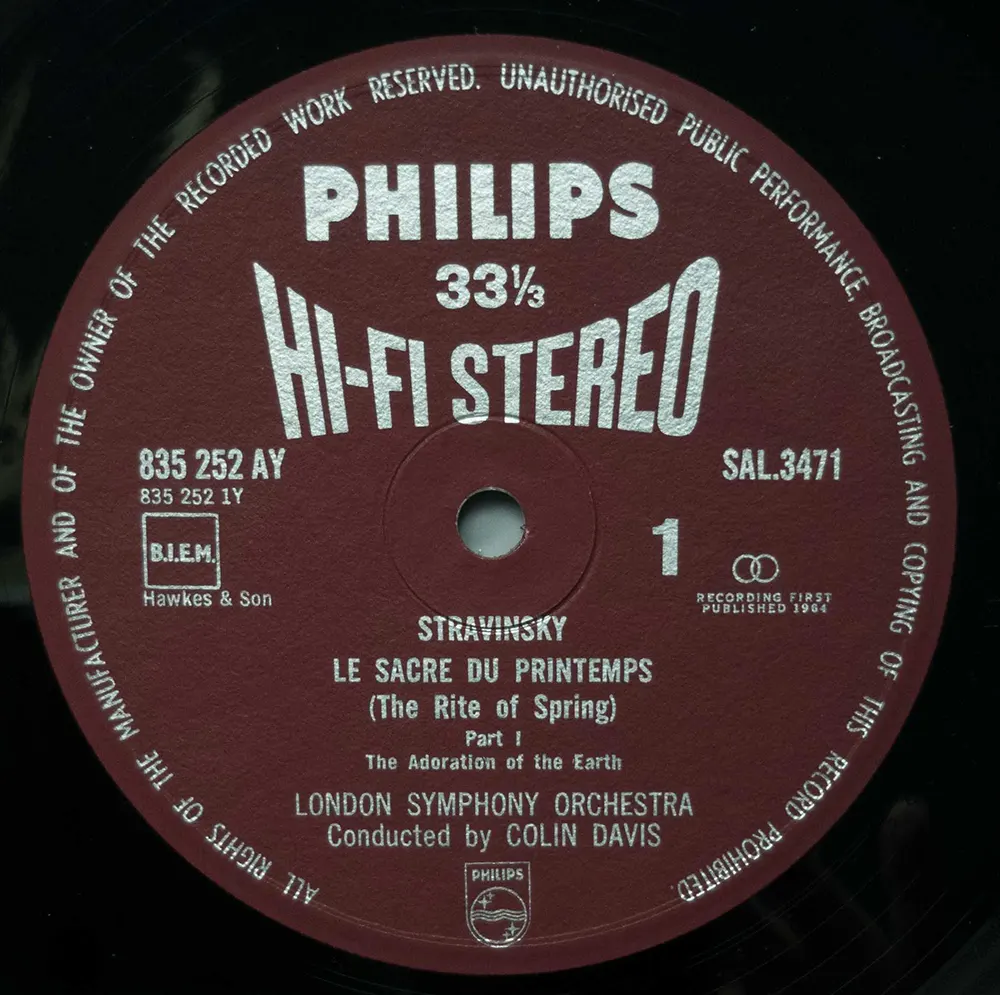 ALL RIGHTS OF THE MANUFACTURER AND OF THE OWNER OF THE RECORDED WORK RESERVED. UNAUTHORISED PUBLIC PERFORMANCE, BROADCASTING AND COPYING OF THIS RECORD PROHIBITED.
PHILIPS
33⅓
HI-FI STEREO
835 252 AY
835 252 1Y
B.I.E.M.
Hawkes & Son
SAL.3471
1
RECORDING FIRST
PUBLISHED 1964
STRAVINSKY
LE SACRE DU PRINTEMPS
(The Rite of Spring)
Part I
The Adoration of the Earth
LONDON SYMPHONY ORCHESTRA
Conducted by COLIN DAVIS
PHILIPS